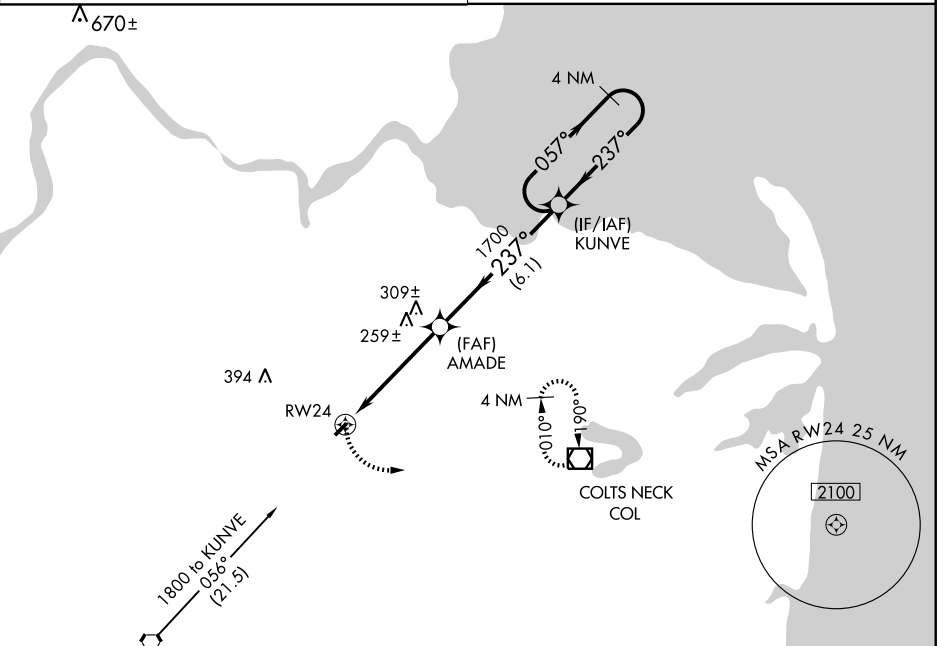 670±
4 NM
057°
237°
(IF/IAF)
KUNVE
1700
237°
(6.1)
309±
259±
(FAF)
AMADE
394
RW24
4 NM
010°
190°
COLTS NECK
COL
MSA RW24 25 NM
2100
1800 to KUNVE
056°
(21.5)